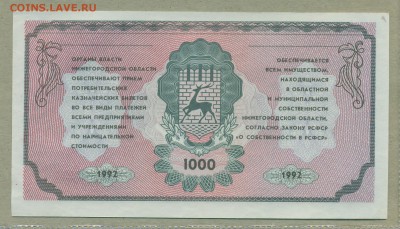 COINS.LAVE.RU
ОРГАНЫ ВЛАСТИ
НИЖЕГОРОДСКОЙ ОБЛАСТИ
ОБЕСПЕЧИВАЮТ ПРИЕМ
ПОТРЕБИТЕЛЬСКИХ
КАЗНАЧЕЙСКИХ БИЛЕТОВ
ВО ВСЕ ВИДЫ ПЛАТЕЖЕЙ
ВСЕМИ ПРЕДПРИЯТИЯМИ
И УЧРЕЖДЕНИЯМИ
ПО НАРИЦАТЕЛЬНОЙ
СТОИМОСТИ
ОБЕСПЕЧИВАЕТСЯ
ВСЕМ ИМУЩЕСТВОМ,
НАХОДЯЩИМСЯ
В ОБЛАСТНОЙ
И МУНИЦИПАЛЬНОЙ
СОБСТВЕННОСТИ
НИЖЕГОРОДСКОЙ ОБЛАСТИ,
СОГЛАСНО ЗАКОНУ РСФСР
"О СОБСТВЕННОСТИ В РСФСР"
1000
1992
1992